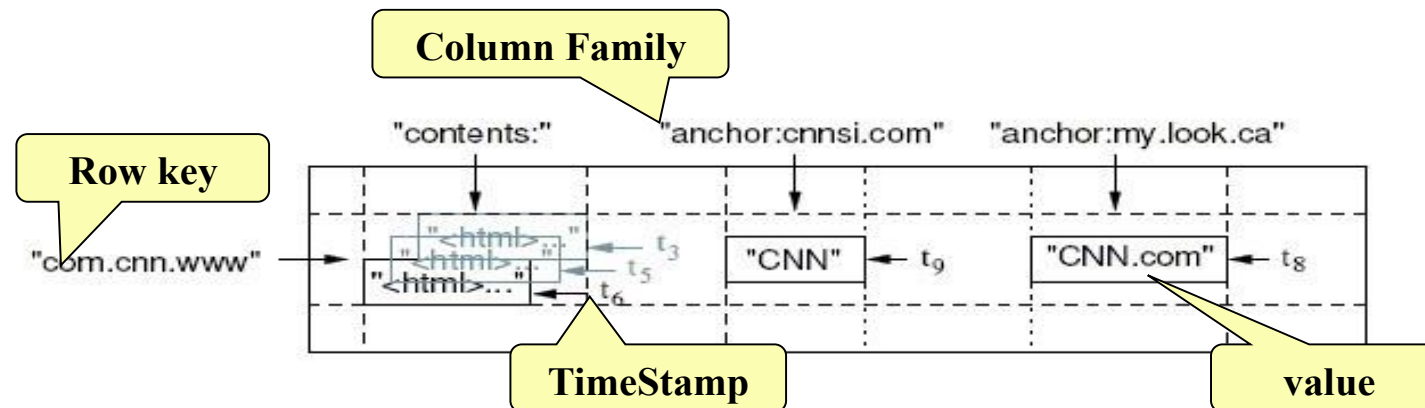 Column Family
"contents:" "anchor:cnnsi.com" "anchor:my.look.ca"
Row key
"<html>..." t3
"com.cnn.www" "<html>..." t5 "CNN" t9 "CNN.com" t8
"<html>..." t6
TimeStamp value